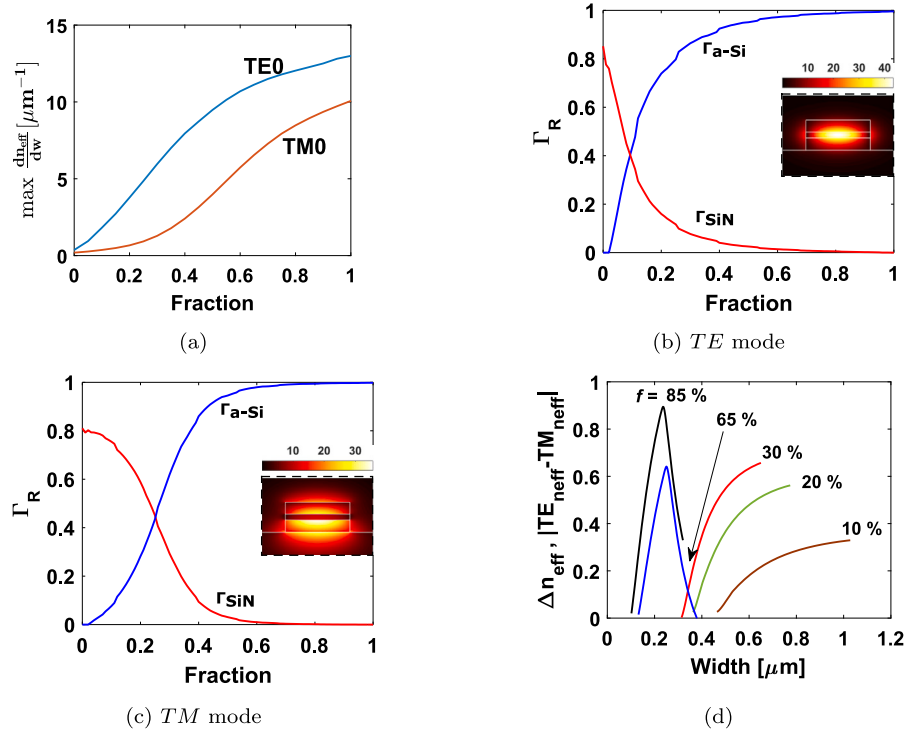 15
10
5
0
max dn_eff/dw [μm⁻¹]
TE0
TM0
0 0.2 0.4 0.6 0.8 1
Fraction
(a)
1
0.8
0.6
0.4
0.2
0
Γ_R
Γa-Si
ΓSiN
10 20 30 40
0 0.2 0.4 0.6 0.8 1
Fraction
(b) TE mode
1
0.8
0.6
0.4
0.2
0
Γ_R
Γa-Si
ΓSiN
10 20 30
0 0.2 0.4 0.6 0.8 1
Fraction
(c) TM mode
1
0.8
0.6
0.4
0.2
0
Δn_eff , |TE_neff-TM_neff|
f = 85 %
65 %
30 %
20 %
10 %
0 0.2 0.4 0.6 0.8 1 1.2
Width [μm]
(d)